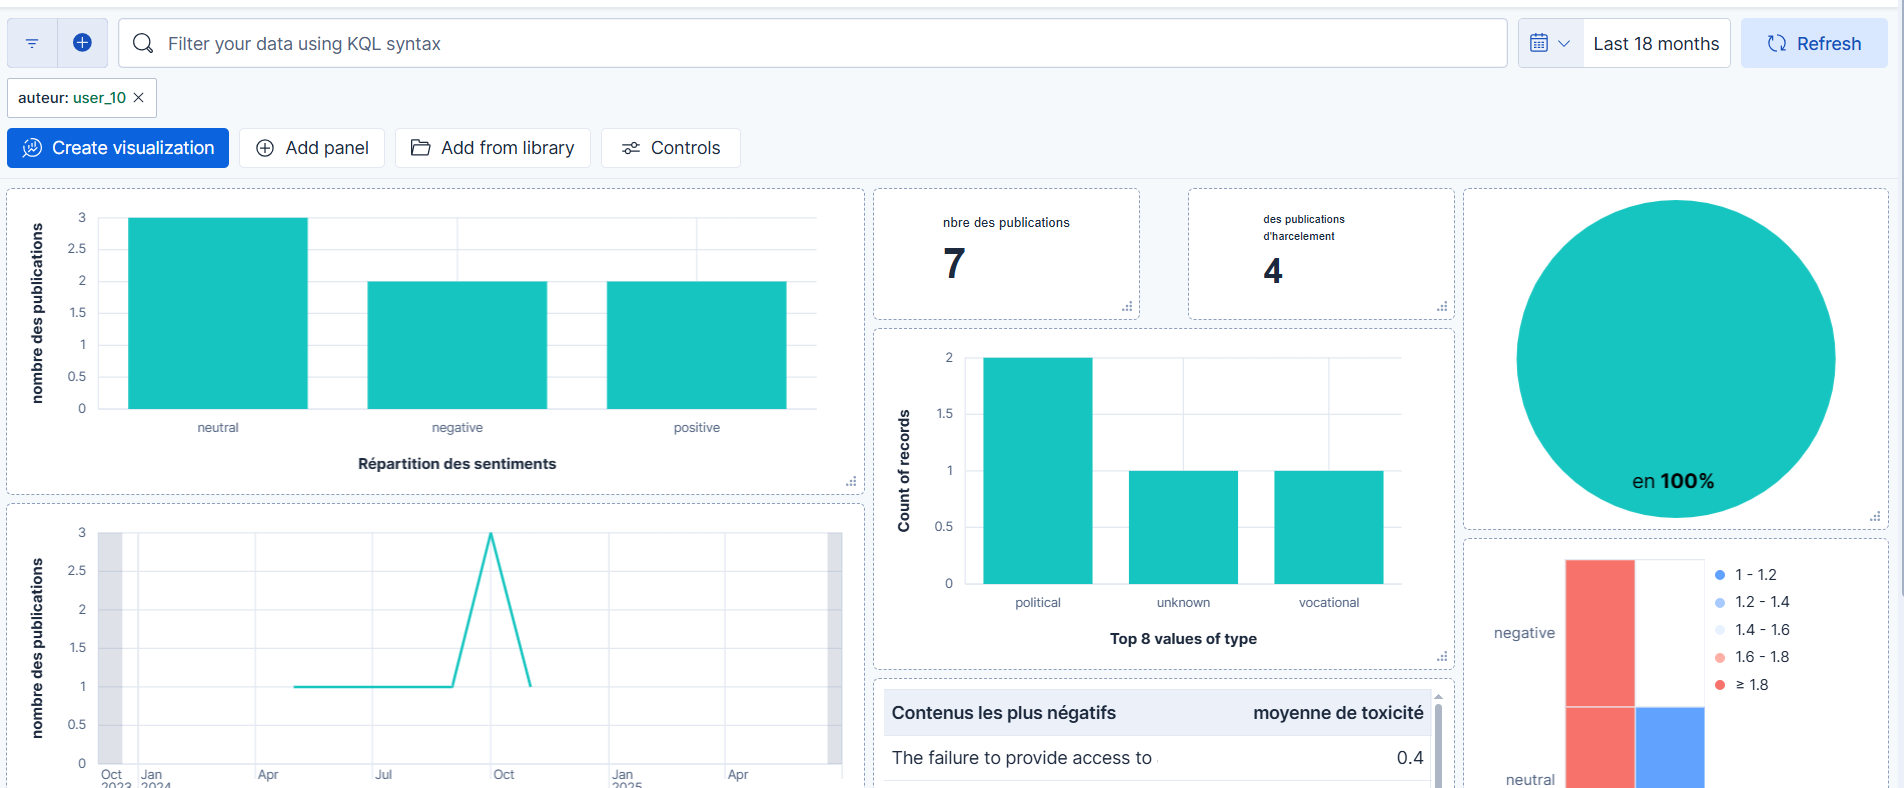 Filter your data using KQL syntax
Last 18 months
Refresh
auteur: user_10
Create visualization
Add panel
Add from library
Controls
nombre des publications
3
2.5
2
1.5
1
0.5
0
neutral
negative
positive
Répartition des sentiments
nbre des publications
7
des publications
d'harcelement
4
en 100%
Count of records
2
1.5
1
0.5
0
political
unknown
vocational
Top 8 values of type
nombre des publications
3
2.5
2
1.5
1
0.5
0
Oct
2023
Jan
2024
Apr
Jul
Oct
Jan
2025
Apr
Contenus les plus négatifs
moyenne de toxicité
The failure to provide access to
0.4
negative
neutral
1 - 1.2
1.2 - 1.4
1.4 - 1.6
1.6 - 1.8
≥ 1.8